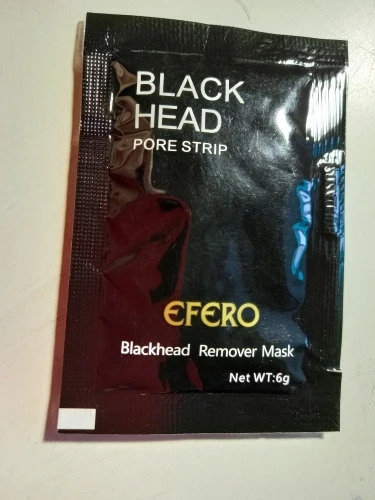 BLACK
HEAD
PORE STRIP
EFERO
Blackhead Remover Mask
Net WT:6g